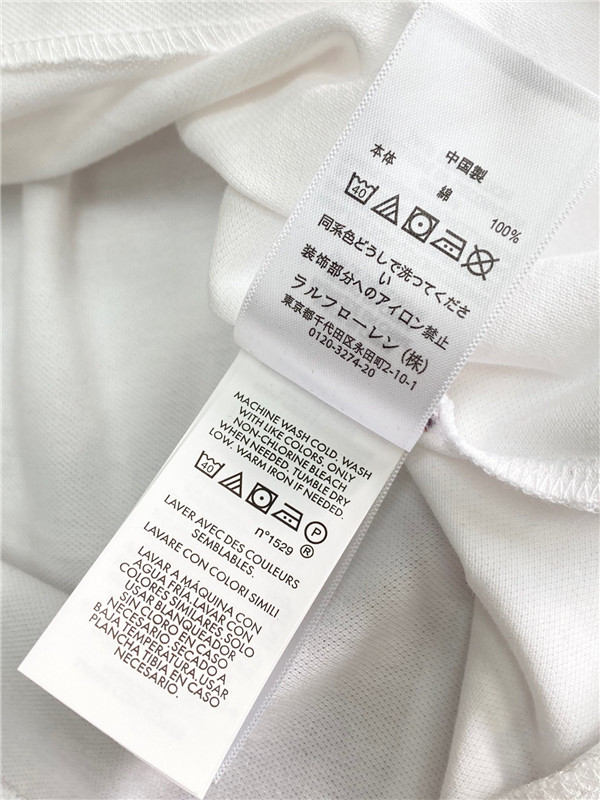 中国製
本体 綿 100%
40
同系色どうしで洗ってくださ
い
装飾部分へのアイロン禁止
ラルフローレン (株)
東京都千代田区永田町2-10-1
0120-3274-20
MACHINE WASH COLD, WASH
WITH LIKE COLORS, ONLY
NON-CHLORINE BLEACH
WHEN NEEDED, TUMBLE DRY
LOW. WARM IRON IF NEEDED.
40 P
n°1529 ®
LAVER AVEC DES COULEURS
SEMBLABLES.
LAVARE CON COLORI SIMILI
LAVAR A MÁQUINA CON
AGUA FRÍA, LAVAR CON
COLORES SIMILARES, SOLO
USAR BLANQUEADOR
SIN CLORO EN CASO
NECESARIO, SECADO A
BAJA TEMPERATURA. USAR
PLANCHA TIBIA EN CASO
NECESARIO.